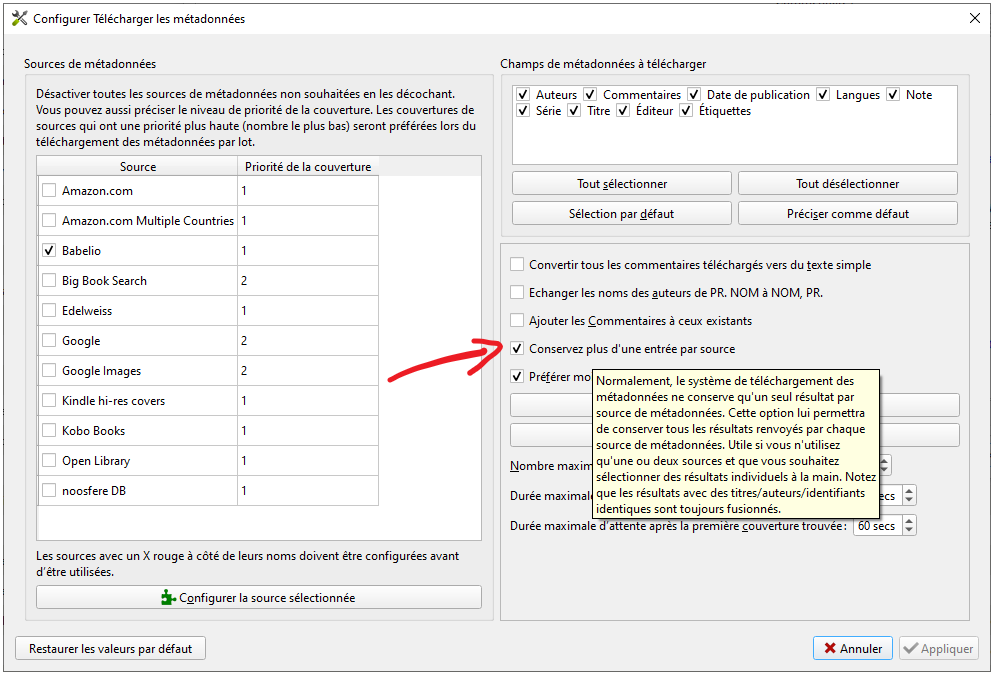 Configurer Télécharger les métadonnées
Sources de métadonnées
Désactiver toutes les sources de métadonnées non souhaitées en les décochant.
Vous pouvez aussi préciser le niveau de priorité de la couverture. Les couvertures de
sources qui ont une priorité plus haute (nombre le plus bas) seront préférées lors du
téléchargement des métadonnées par lot.
Source Priorité de la couverture
Amazon.com 1
Amazon.com Multiple Countries 1
Babelio 1
Big Book Search 2
Edelweiss 1
Google 2
Google Images 2
Kindle hi-res covers 1
Kobo Books 1
Open Library 1
noosfere DB 1
Les sources avec un X rouge à côté de leurs noms doivent être configurées avant
d'être utilisées.
Configurer la source sélectionnée
Champs de métadonnées à télécharger
Auteurs Commentaires Date de publication Langues Note
Série Titre Éditeur Étiquettes
Tout sélectionner Tout désélectionner
Sélection par défaut Préciser comme défaut
Convertir tous les commentaires téléchargés vers du texte simple
Echanger les noms des auteurs de PR. NOM à NOM, PR.
Ajouter les Commentaires à ceux existants
Conservez plus d'une entrée par source
Préférer
Normalement, le système de téléchargement des
métadonnées ne conserve qu'un seul résultat par
source de métadonnées. Cette option lui permettra
de conserver tous les résultats renvoyés par chaque
source de métadonnées. Utile si vous n'utilisez
qu'une ou deux sources et que vous souhaitez
sélectionner des résultats individuels à la main. Notez
que les résultats avec des titres/auteurs/identifiants
identiques sont toujours fusionnés.
Nombre
Durée
Durée maximale d'attente après la première couverture trouvée: 60 secs
Restaurer les valeurs par défaut Annuler Appliquer